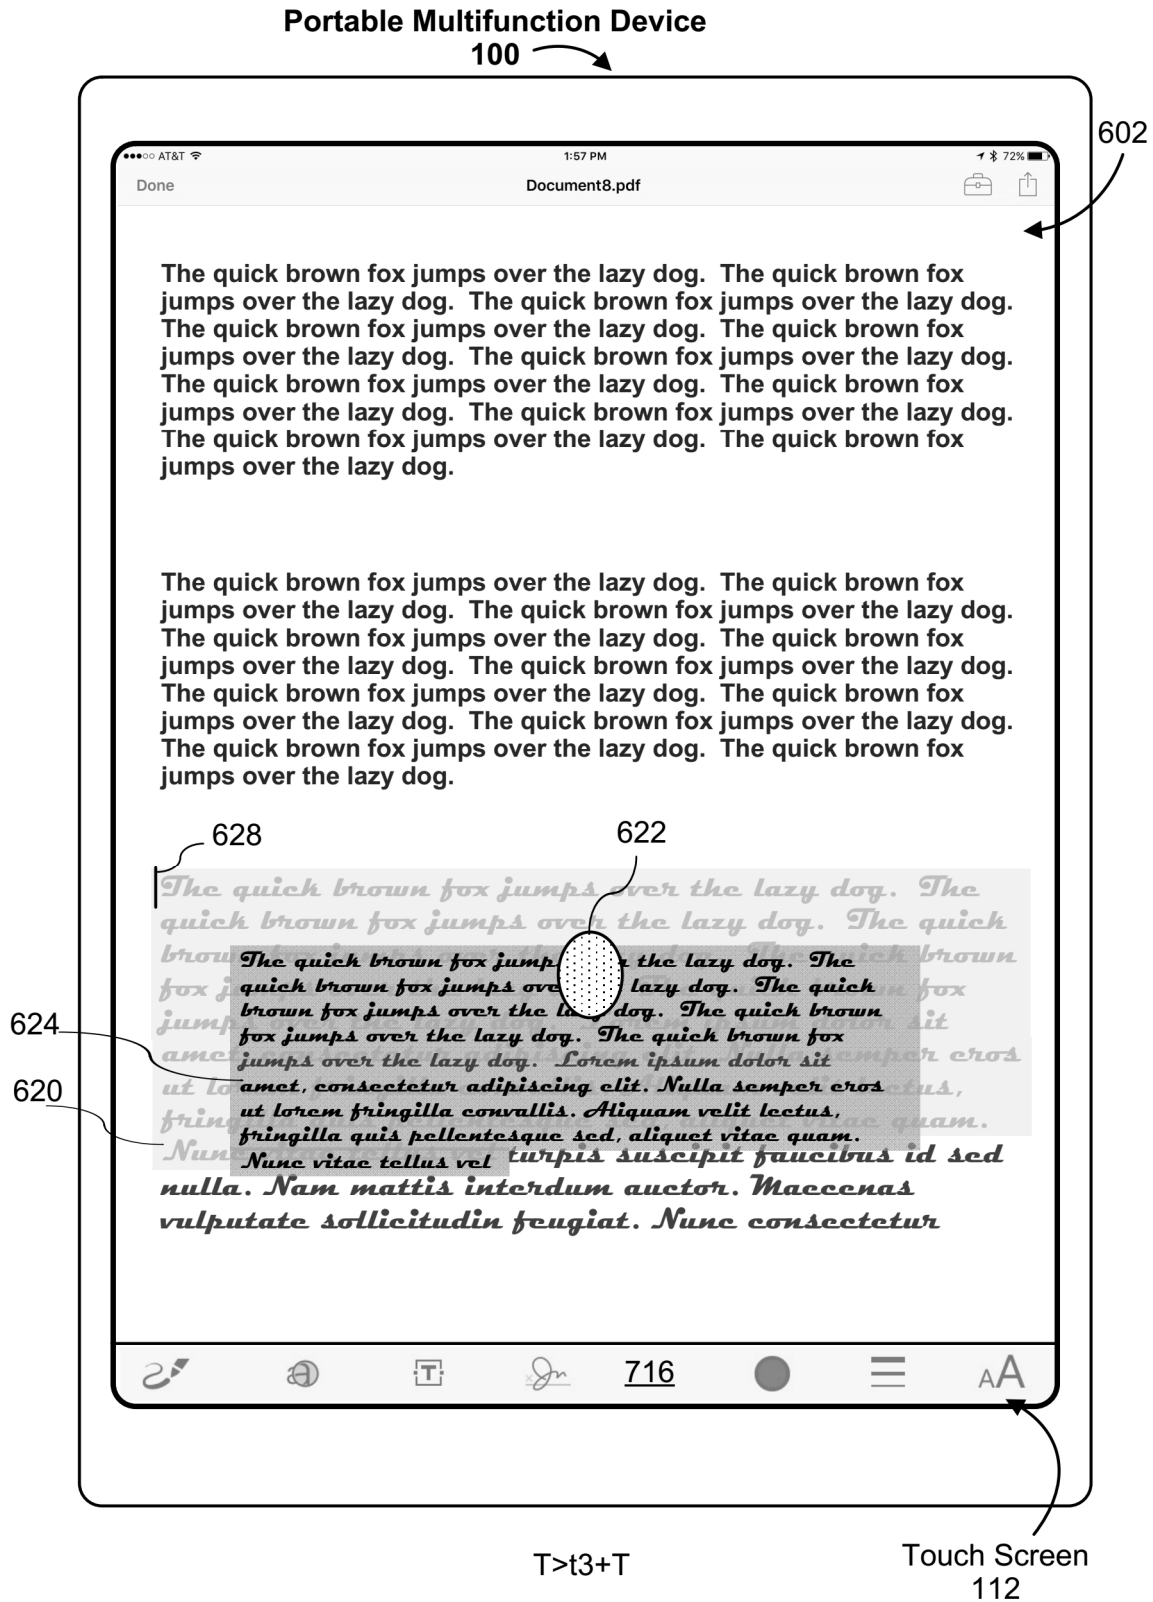 Portable Multifunction Device
100
602
AT&T 1:57 PM 72%
Done Document8.pdf
The quick brown fox jumps over the lazy dog. The quick brown fox
jumps over the lazy dog. The quick brown fox jumps over the lazy dog.
The quick brown fox jumps over the lazy dog. The quick brown fox
jumps over the lazy dog. The quick brown fox jumps over the lazy dog.
The quick brown fox jumps over the lazy dog. The quick brown fox
jumps over the lazy dog. The quick brown fox jumps over the lazy dog.
The quick brown fox jumps over the lazy dog. The quick brown fox
jumps over the lazy dog.
The quick brown fox jumps over the lazy dog. The quick brown fox
jumps over the lazy dog. The quick brown fox jumps over the lazy dog.
The quick brown fox jumps over the lazy dog. The quick brown fox
jumps over the lazy dog. The quick brown fox jumps over the lazy dog.
The quick brown fox jumps over the lazy dog. The quick brown fox
jumps over the lazy dog. The quick brown fox jumps over the lazy dog.
The quick brown fox jumps over the lazy dog. The quick brown fox
jumps over the lazy dog.
628 622
The quick brown fox jumps over the lazy dog. The
quick brown fox jumps over the lazy dog. The quick
brown
fox
sit
amet, semper eros
ut lectus,
quam.
The quick brown fox jump the lazy dog. The
quick brown fox jumps ove lazy dog. The quick
brown fox jumps over the dog. The quick brown
fox jumps over the lazy dog. The quick brown fox
jumps over the lazy dog. Lorem ipsum dolor sit
amet, consectetur adipiscing elit. Nulla semper eros
ut lorem fringilla convallis. Aliquam velit lectus,
fringilla quis pellentesque sed, aliquet vitae quam.
Nunc vitae tellus vel
turpis suscipit faucibus id sed
nulla. Nam mattis interdum auctor. Maecenas
vulputate sollicitudin feugiat. Nunc consectetur
624
620
716
AA
T>t3+T
Touch Screen
112